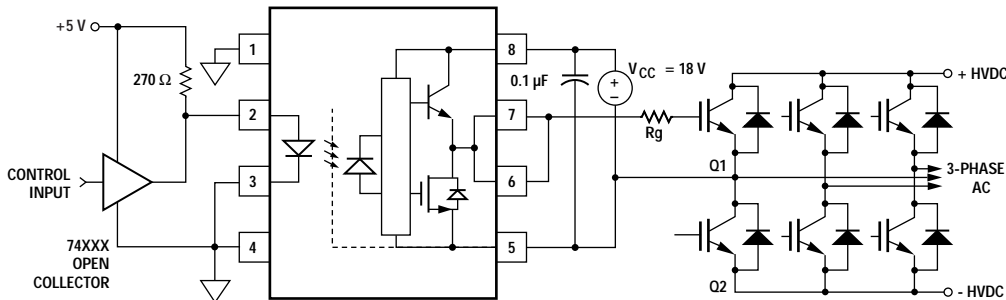 +5 V
270 Ω
CONTROL
INPUT
74XXX
OPEN
COLLECTOR
1
2
3
4
8
7
6
5
0.1 µF
VCC = 18 V
+
−
Rg
Q1
Q2
+ HVDC
3-PHASE
AC
- HVDC